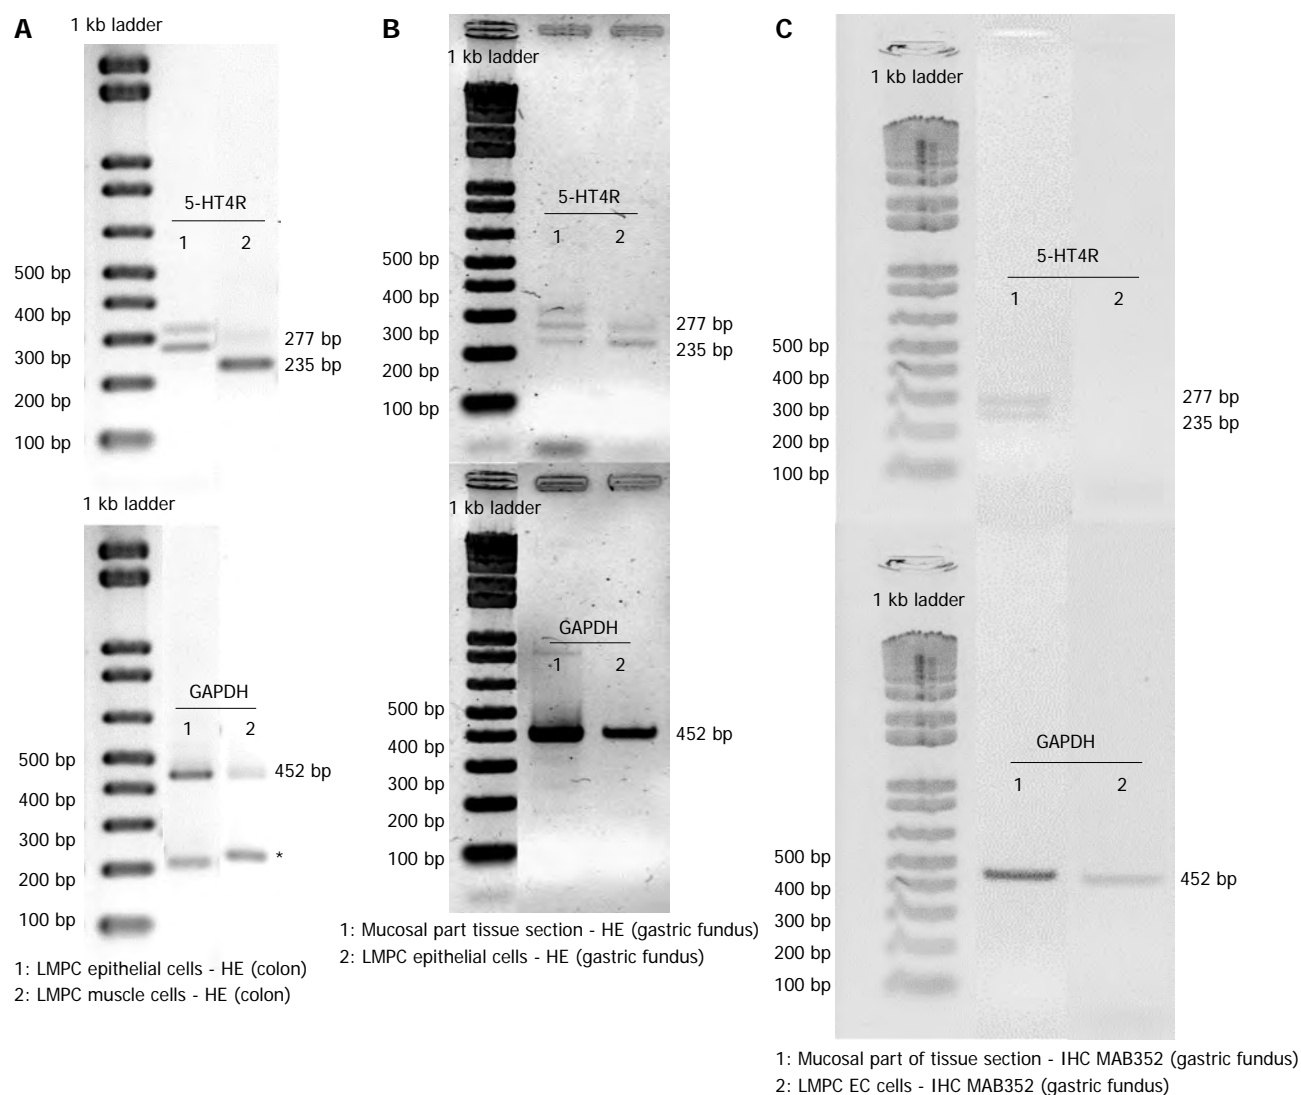 A
1 kb ladder
5-HT4R
1 2
500 bp
400 bp
300 bp
200 bp
100 bp
277 bp
235 bp
1 kb ladder
GAPDH
1 2
500 bp
400 bp
300 bp
200 bp
100 bp
452 bp
*
1: LMPC epithelial cells - HE (colon)
2: LMPC muscle cells - HE (colon)
B
1 kb ladder
5-HT4R
1 2
500 bp
400 bp
300 bp
200 bp
100 bp
277 bp
235 bp
1 kb ladder
GAPDH
1 2
500 bp
400 bp
300 bp
200 bp
100 bp
452 bp
1: Mucosal part tissue section - HE (gastric fundus)
2: LMPC epithelial cells - HE (gastric fundus)
C
1 kb ladder
5-HT4R
1 2
500 bp
400 bp
300 bp
200 bp
100 bp
277 bp
235 bp
1 kb ladder
GAPDH
1 2
500 bp
400 bp
300 bp
200 bp
100 bp
452 bp
1: Mucosal part of tissue section - IHC MAB352 (gastric fundus)
2: LMPC EC cells - IHC MAB352 (gastric fundus)